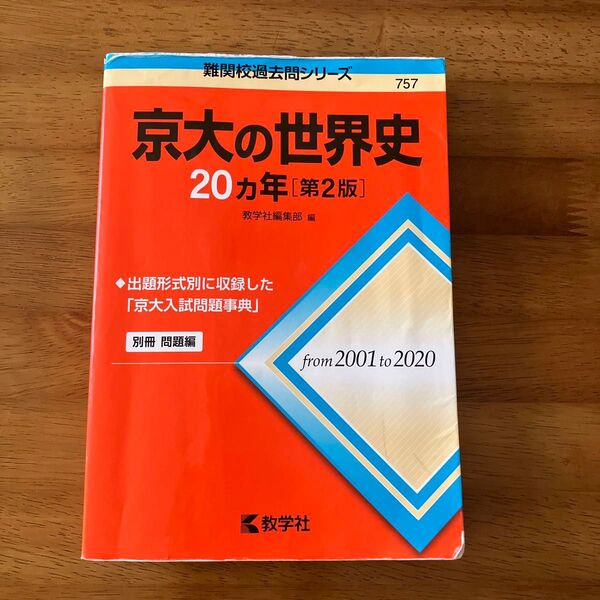 難関校過去問シリーズ
757
京大の世界史
20ヵ年[第2版]
教学社編集部 編
◆出題形式別に収録した
「京大入試問題事典」
別冊 問題編
from 2001 to 2020
教学社